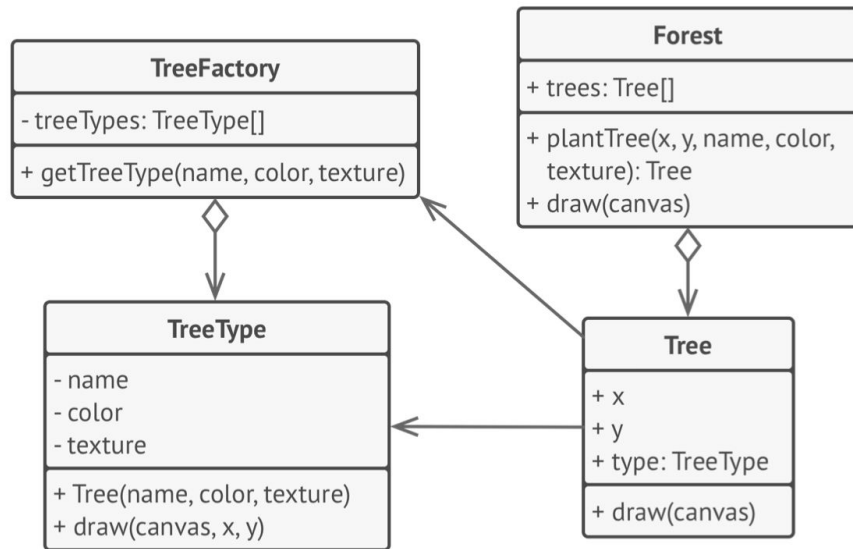 TreeFactory
- treeTypes: TreeType[]
+ getTreeType(name, color, texture)
Forest
+ trees: Tree[]
+ plantTree(x, y, name, color,
texture): Tree
+ draw(canvas)
TreeType
- name
- color
- texture
+ Tree(name, color, texture)
+ draw(canvas, x, y)
Tree
+ x
+ y
+ type: TreeType
+ draw(canvas)